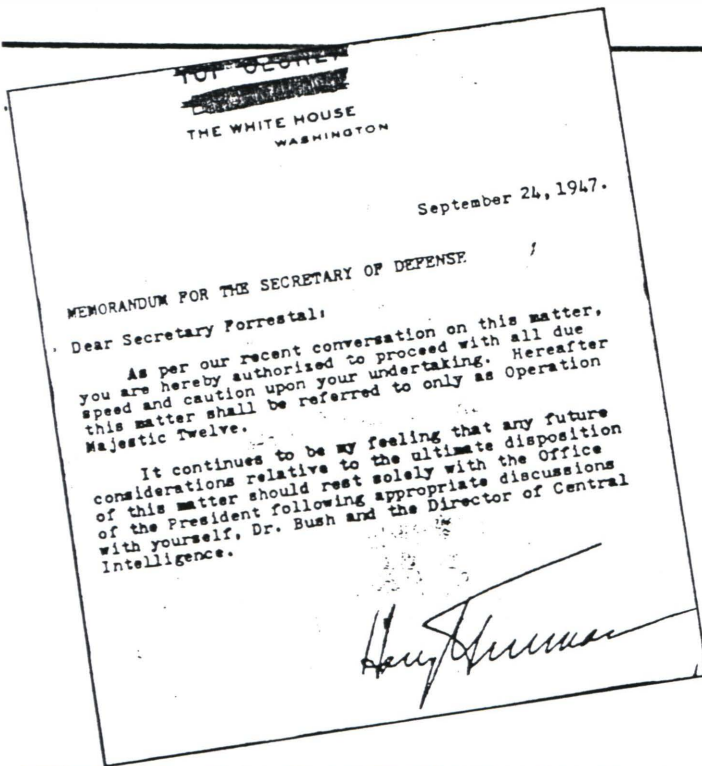 TOP SECRET
THE WHITE HOUSE
WASHINGTON
September 24, 1947.
MEMORANDUM FOR THE SECRETARY OF DEFENSE
Dear Secretary Forrestal:
As per our recent conversation on this matter,
you are hereby authorized to proceed with all due
speed and caution upon your undertaking. Hereafter
this matter shall be referred to only as Operation
Majestic Twelve.
It continues to be my feeling that any future
considerations relative to the ultimate disposition
of this matter should rest solely with the Office
of the President following appropriate discussions
with yourself, Dr. Bush and the Director of Central
Intelligence.
Harry Truman